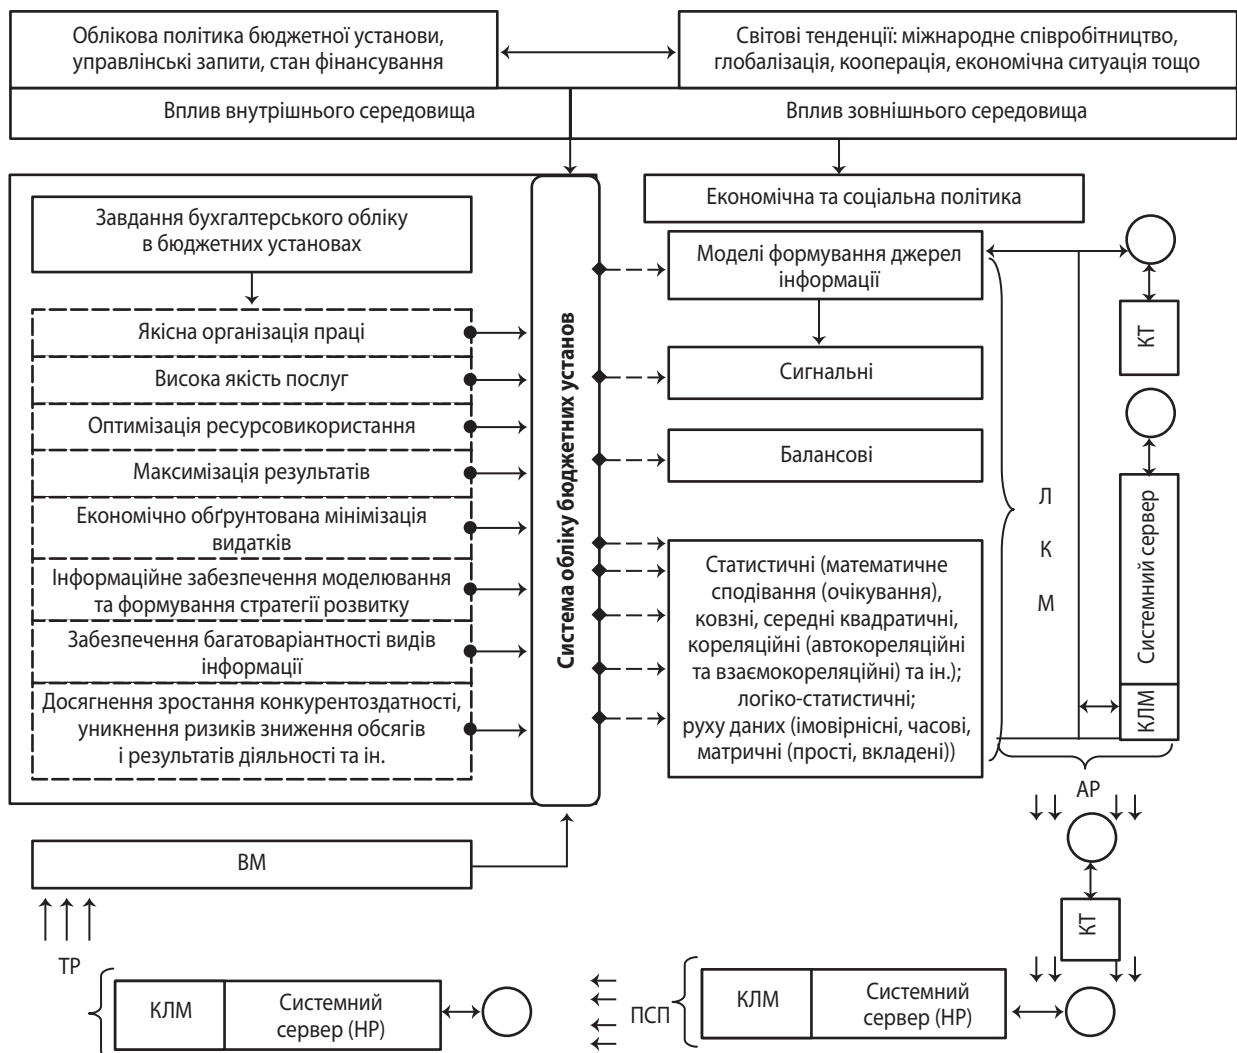 Облікова політика бюджетної установи,
управлінські запити, стан фінансування
Світові тенденції: міжнародне співробітництво,
глобалізація, кооперація, економічна ситуація тощо
Вплив внутрішнього середовища
Вплив зовнішнього середовища
Завдання бухгалтерського обліку
в бюджетних установах
Якісна організація праці
Висока якість послуг
Оптимізація ресурсовикористання
Максимізація результатів
Економічно обґрунтована мінімізація
видатків
Інформаційне забезпечення моделювання
та формування стратегії розвитку
Забезпечення багатоваріантності видів
інформації
Досягнення зростання конкурентоздатності,
уникнення ризиків зниження обсягів
і результатів діяльності та ін.
Система обліку бюджетних установ
Економічна та соціальна політика
Моделі формування джерел
інформації
Сигнальні
Балансові
Статистичні (математичне
сподівання (очікування),
ковзні, середні квадратичні,
кореляційні (автокореляційні
та взаємокореляційні) та ін.);
логіко-статистичні;
руху даних (імовірнісні, часові,
матричні (прості, вкладені))
Л
К
М
КТ
Системний сервер
КЛМ
АР
ВМ
КТ
ТР
КЛМ
Системний
сервер (НР)
ПСП
КЛМ
Системний
сервер (НР)